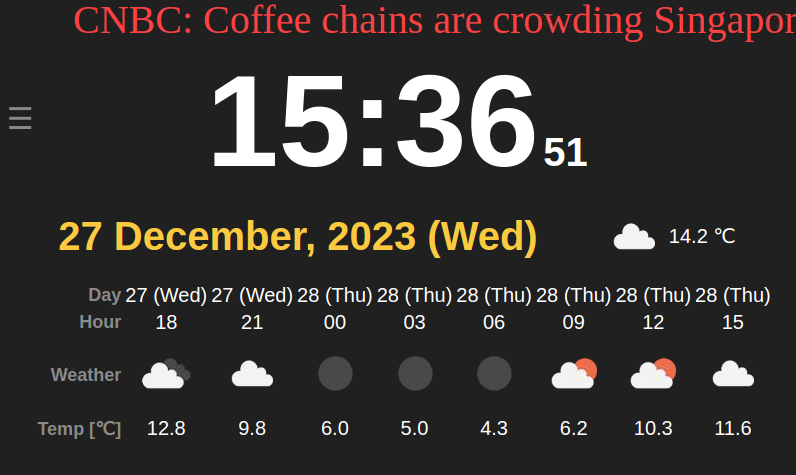 CNBC: Coffee chains are crowding Singapor
15:36 51
27 December, 2023 (Wed) 14.2 ℃
Day 27 (Wed) 27 (Wed) 28 (Thu) 28 (Thu) 28 (Thu) 28 (Thu) 28 (Thu) 28 (Thu)
Hour 18 21 00 03 06 09 12 15
Weather
Temp [℃] 12.8 9.8 6.0 5.0 4.3 6.2 10.3 11.6